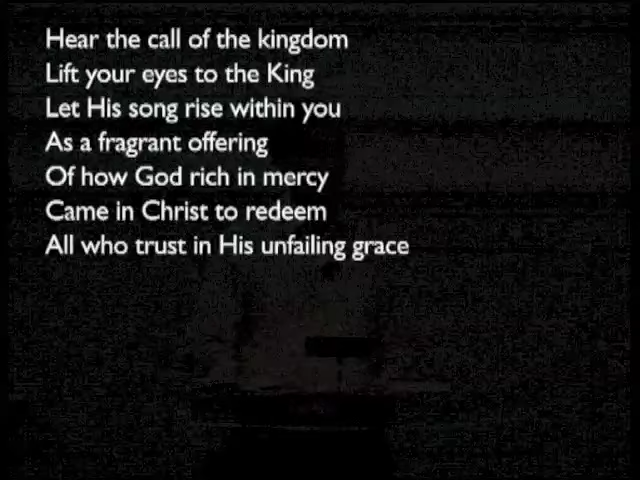 Hear the call of the kingdom
Lift your eyes to the King
Let His song rise within you
As a fragrant offering
Of how God rich in mercy
Came in Christ to redeem
All who trust in His unfailing grace